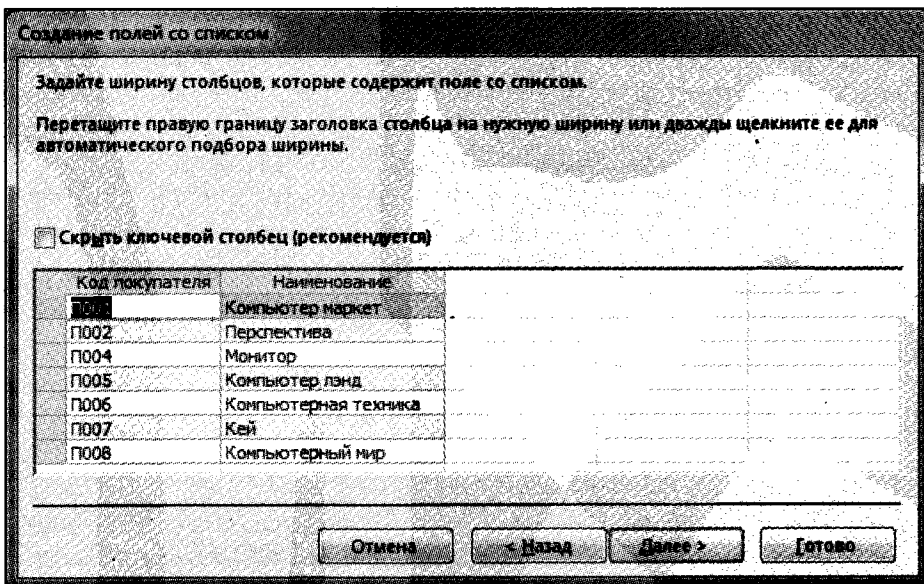 Создание полей со списком
Задайте ширину столбцов, которые содержит поле со списком.
Перетащите правую границу заголовка столбца на нужную ширину или дважды щелкните ее для
автоматического подбора ширины.
Скрыть ключевой столбец (рекомендуется)
Код покупателя Наименование
Компьютер маркет
П002 Перспектива
П004 Монитор
П005 Компьютер лэнд
П006 Компьютерная техника
П007 Кей
П008 Компьютерный мир
Отмена < Назад Далее > Готово